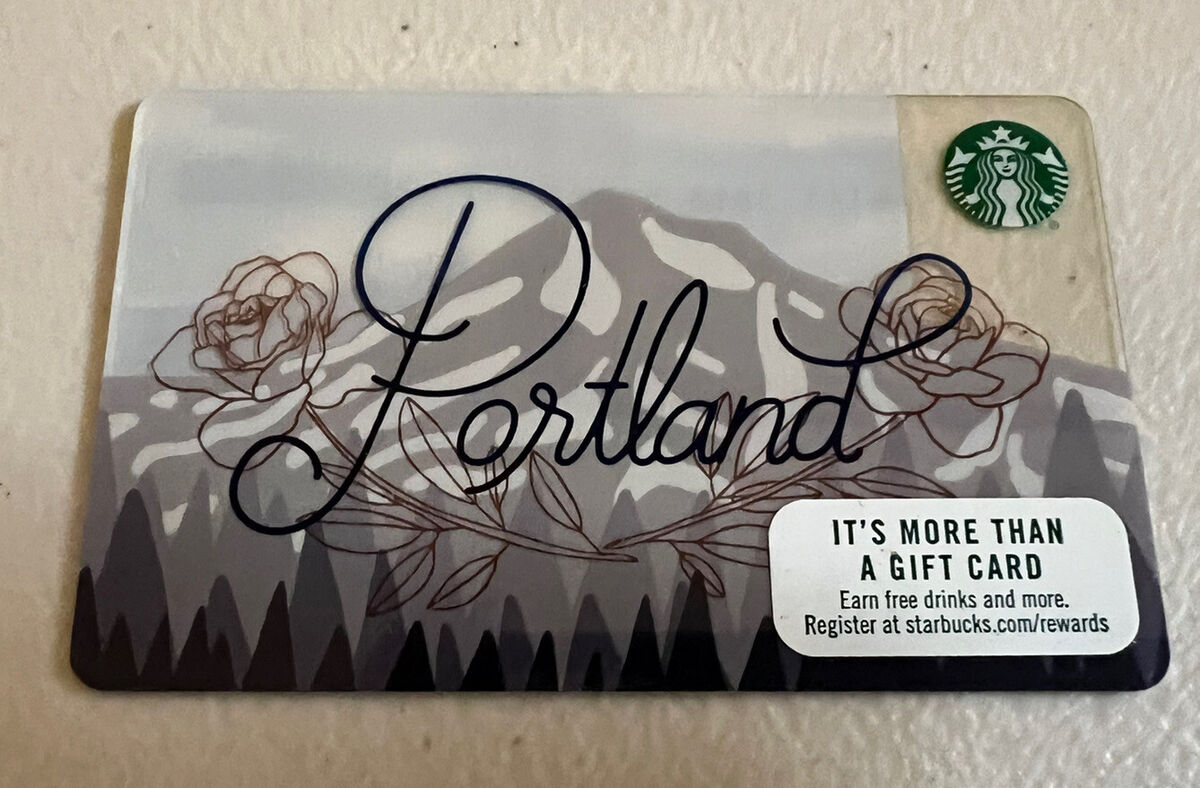 Portland
IT'S MORE THAN
A GIFT CARD
Earn free drinks and more.
Register at starbucks.com/rewards
®